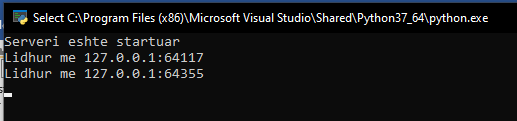 Select C:\Program Files (x86)\Microsoft Visual Studio\Shared\Python37_64\python.exe
Serveri eshte startuar
Lidhur me 127.0.0.1:64117
Lidhur me 127.0.0.1:64355